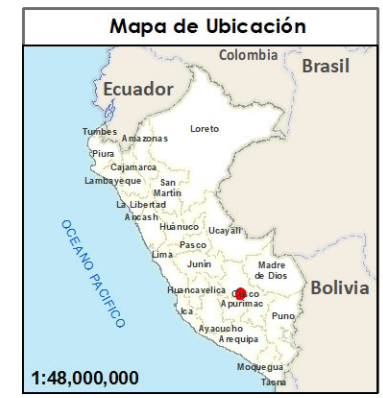 Mapa de Ubicación
Colombia
Brasil
Ecuador
Tumbes
Amazonas
Loreto
Piura
Cajamarca
Lambayeque
San
Martín
La Libertad
Ancash
Huánuco
Ucayali
Pasco
OCEANO PACIFICO
Lima
Junín
Madre
de Dios
Huancavelica
Cusco
Apurimac
Bolivia
Ica
Puno
Ayacucho
Arequipa
Moquegua
Tacna
1:48,000,000